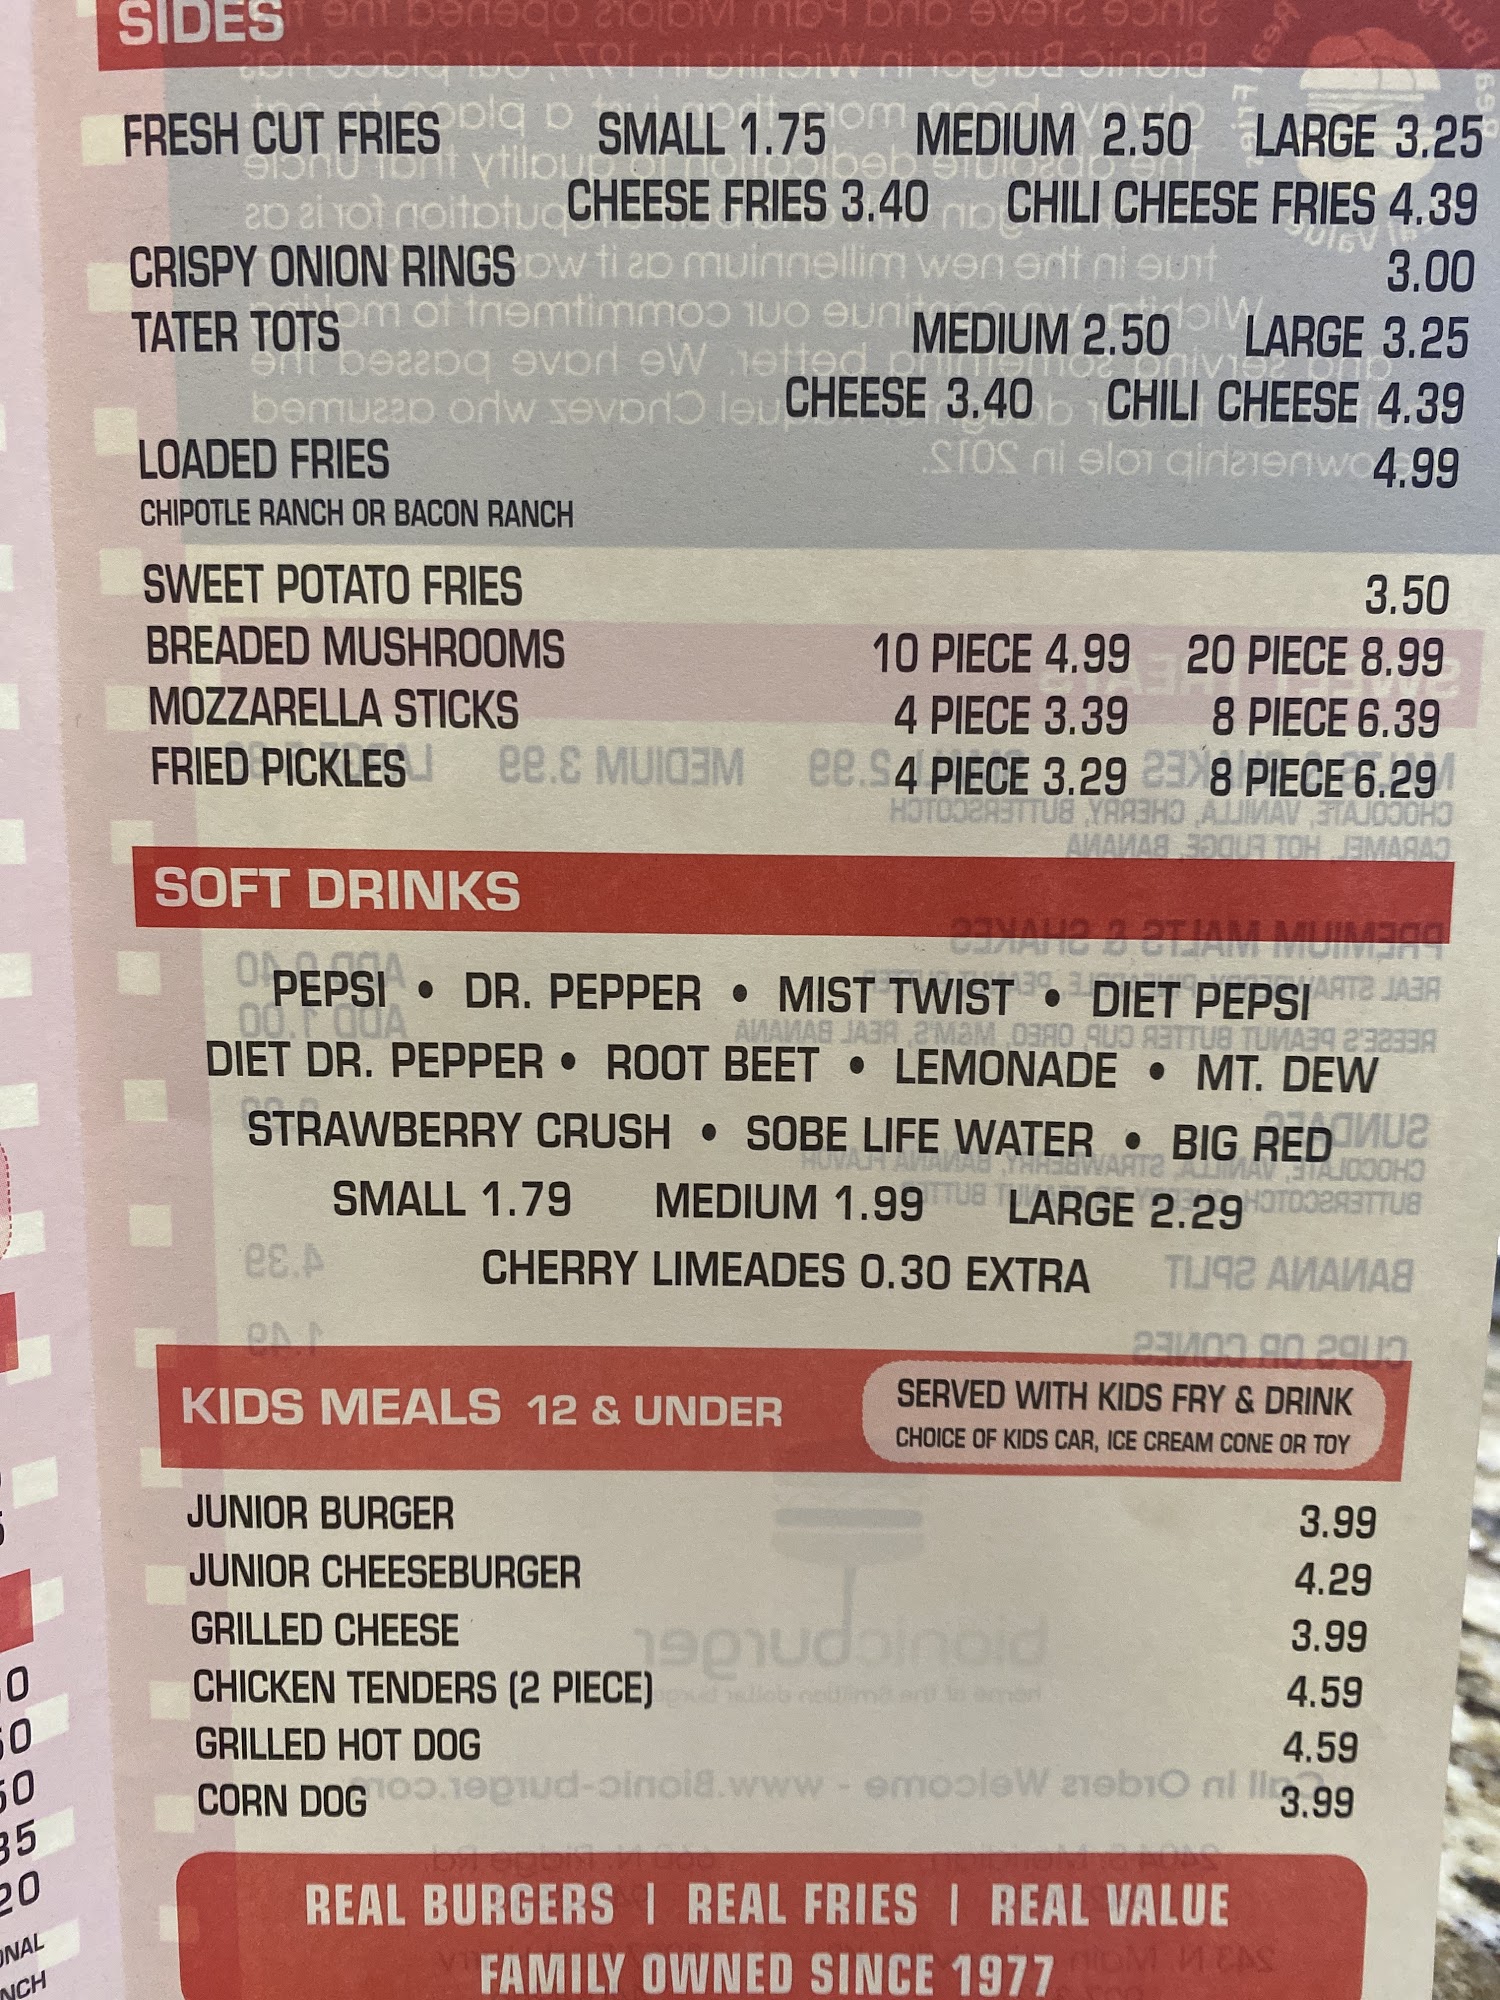 SIDES
FRESH CUT FRIES SMALL 1.75 MEDIUM 2.50 LARGE 3.25
CHEESE FRIES 3.40 CHILI CHEESE FRIES 4.39
CRISPY ONION RINGS 3.00
TATER TOTS MEDIUM 2.50 LARGE 3.25
CHEESE 3.40 CHILI CHEESE 4.39
LOADED FRIES 4.99
CHIPOTLE RANCH OR BACON RANCH
SWEET POTATO FRIES 3.50
BREADED MUSHROOMS 10 PIECE 4.99 20 PIECE 8.99
MOZZARELLA STICKS 4 PIECE 3.39 8 PIECE 6.39
FRIED PICKLES 4 PIECE 3.29 8 PIECE 6.29
SOFT DRINKS
PEPSI • DR. PEPPER • MIST TWIST • DIET PEPSI
DIET DR. PEPPER • ROOT BEET • LEMONADE • MT. DEW
STRAWBERRY CRUSH • SOBE LIFE WATER • BIG RED
SMALL 1.79 MEDIUM 1.99 LARGE 2.29
CHERRY LIMEADES 0.30 EXTRA
KIDS MEALS 12 & UNDER
SERVED WITH KIDS FRY & DRINK
CHOICE OF KIDS CAR, ICE CREAM CONE OR TOY
JUNIOR BURGER 3.99
JUNIOR CHEESEBURGER 4.29
GRILLED CHEESE 3.99
CHICKEN TENDERS (2 PIECE) 4.59
GRILLED HOT DOG 4.59
CORN DOG 3.99
REAL BURGERS | REAL FRIES | REAL VALUE
FAMILY OWNED SINCE 1977